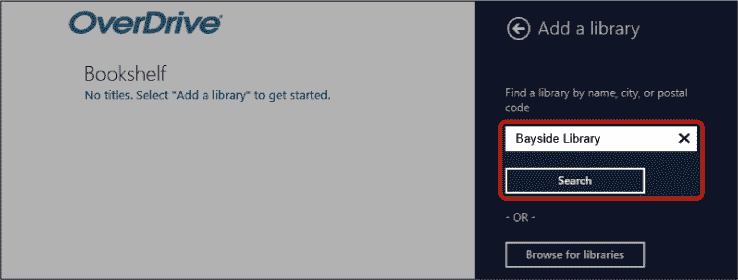 OverDrive
Bookshelf
No titles. Select "Add a library" to get started.
Add a library
Find a library by name, city, or postal
code
Bayside Library
Search
- OR -
Browse for libraries